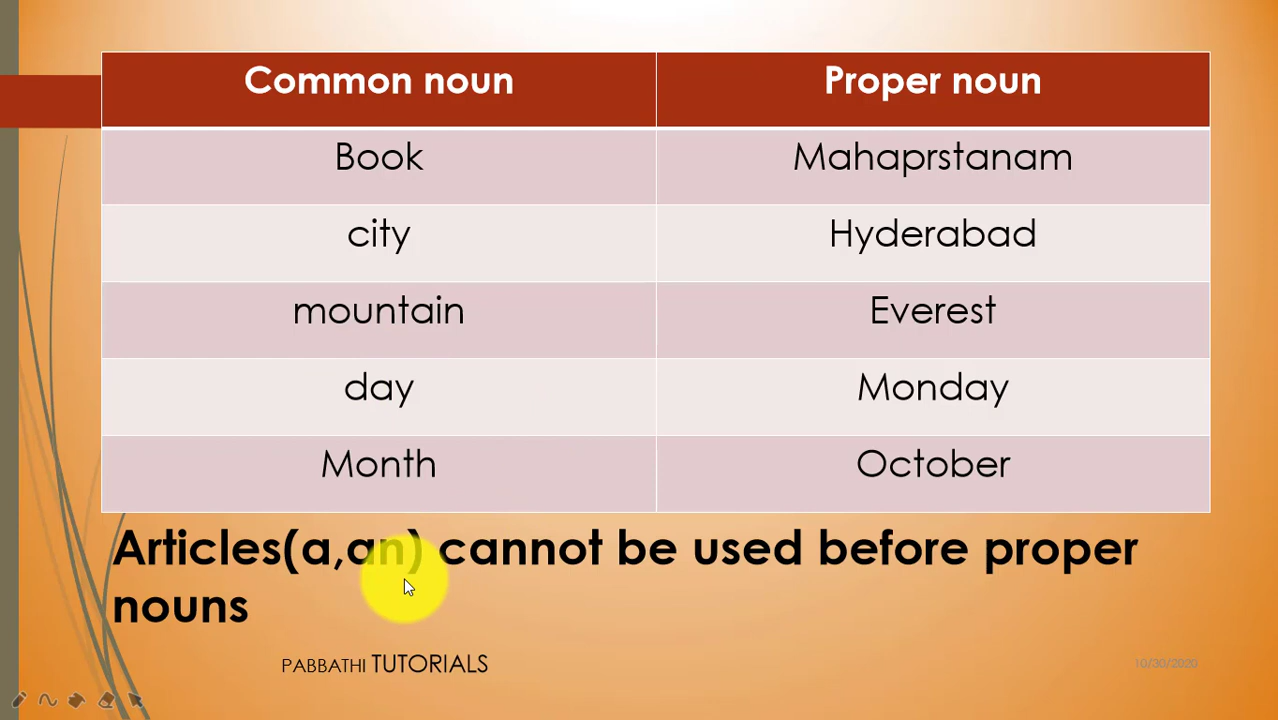 Common noun Proper noun
Book Mahaprstanam
city Hyderabad
mountain Everest
day Monday
Month October
Articles(a,an) cannot be used before proper
nouns
PABBATHI TUTORIALS 10/30/2020